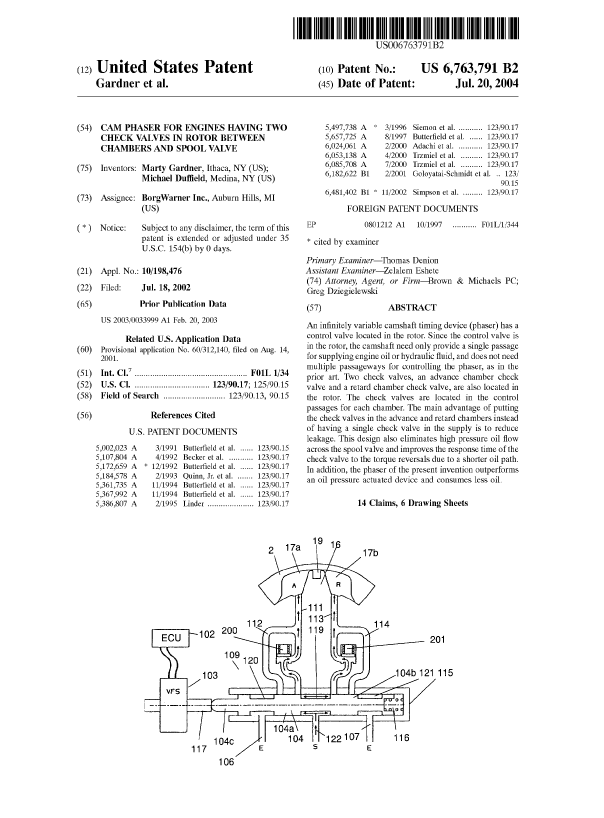 US006763791B2
(12) United States Patent
Gardner et al.
(10) Patent No.: US 6,763,791 B2
(45) Date of Patent: Jul. 20, 2004
(54) CAM PHASER FOR ENGINES HAVING TWO
CHECK VALVES IN ROTOR BETWEEN
CHAMBERS AND SPOOL VALVE
(75) Inventors: Marty Gardner, Ithaca, NY (US);
Michael Duffield, Medina, NY (US)
(73) Assignee: BorgWarner Inc., Auburn Hills, MI
(US)
( * ) Notice: Subject to any disclaimer, the term of this
patent is extended or adjusted under 35
U.S.C. 154(b) by 0 days.
(21) Appl. No.: 10/198,476
(22) Filed: Jul. 18, 2002
(65) Prior Publication Data
US 2003/0033999 A1 Feb. 20, 2003
Related U.S. Application Data
(60) Provisional application No. 60/312,140, filed on Aug. 14,
2001.
(51) Int. Cl.7 ................................ F01L 1/34
(52) U.S. Cl. ........................ 123/90.17; 125/90.15
(58) Field of Search .................... 123/90.13, 90.15
(56) References Cited
U.S. PATENT DOCUMENTS
5,002,023 A 3/1991 Butterfield et al. ...... 123/90.15
5,107,804 A 4/1992 Becker et al. .......... 123/90.17
5,172,659 A * 12/1992 Butterfield et al. ...... 123/90.17
5,184,578 A 2/1993 Quinn, Jr. et al. ...... 123/90.17
5,361,735 A 11/1994 Butterfield et al. ...... 123/90.17
5,367,992 A 11/1994 Butterfield et al. ...... 123/90.17
5,386,807 A 2/1995 Linder ..................... 123/90.17
5,497,738 A * 3/1996 Siemon et al. ........... 123/90.17
5,657,725 A 8/1997 Butterfield et al. ...... 123/90.17
6,024,061 A 2/2000 Adachi et al. ........... 123/90.17
6,053,138 A 4/2000 Trzmiel et al. .......... 123/90.17
6,085,708 A 7/2000 Trzmiel et al. .......... 123/90.17
6,182,622 B1 2/2001 Goloyatai-Schmidt et al. .. 123/
90.15
6,481,402 B1 * 11/2002 Simpson et al. ......... 123/90.17
FOREIGN PATENT DOCUMENTS
EP 0801212 A1 10/1997 ........... F01L/1/344
* cited by examiner
Primary Examiner—Thomas Denion
Assistant Examiner—Zelalem Eshete
(74) Attorney, Agent, or Firm—Brown & Michaels PC;
Greg Dziegielewski
(57) ABSTRACT
An infinitely variable camshaft timing device (phaser) has a
control valve located in the rotor. Since the control valve is
in the rotor, the camshaft need only provide a single passage
for supplying engine oil or hydraulic fluid, and does not need
multiple passageways for controlling the phaser, as in the
prior art. Two check valves, an advance chamber check
valve and a retard chamber check valve, are also located in
the rotor. The check valves are located in the control
passages for each chamber. The main advantage of putting
the check valves in the advance and retard chambers instead
of having a single check valve in the supply is to reduce
leakage. This design also eliminates high pressure oil flow
across the spool valve and improves the response time of the
check valve to the torque reversals due to a shorter oil path.
In addition, the phaser of the present invention outperforms
an oil pressure actuated device and consumes less oil.
14 Claims, 6 Drawing Sheets
2 17a 19 16 17b
A R
111
112 113 114
200 119 201
ECU 102
109 120
103
VFS
104b 121 115
104a
104c 104 107
117 122 116
106 E S E